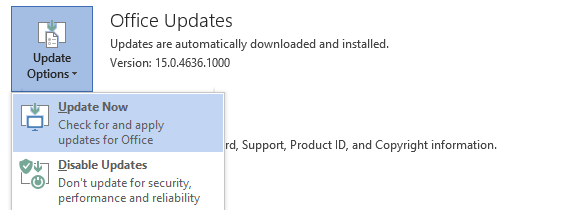 Office Updates
Updates are automatically downloaded and installed.
Version: 15.0.4636.1000
Update
Options
Update Now
Check for and apply
updates for Office
rd, Support, Product ID, and Copyright information.
Disable Updates
Don't update for security,
performance and reliability